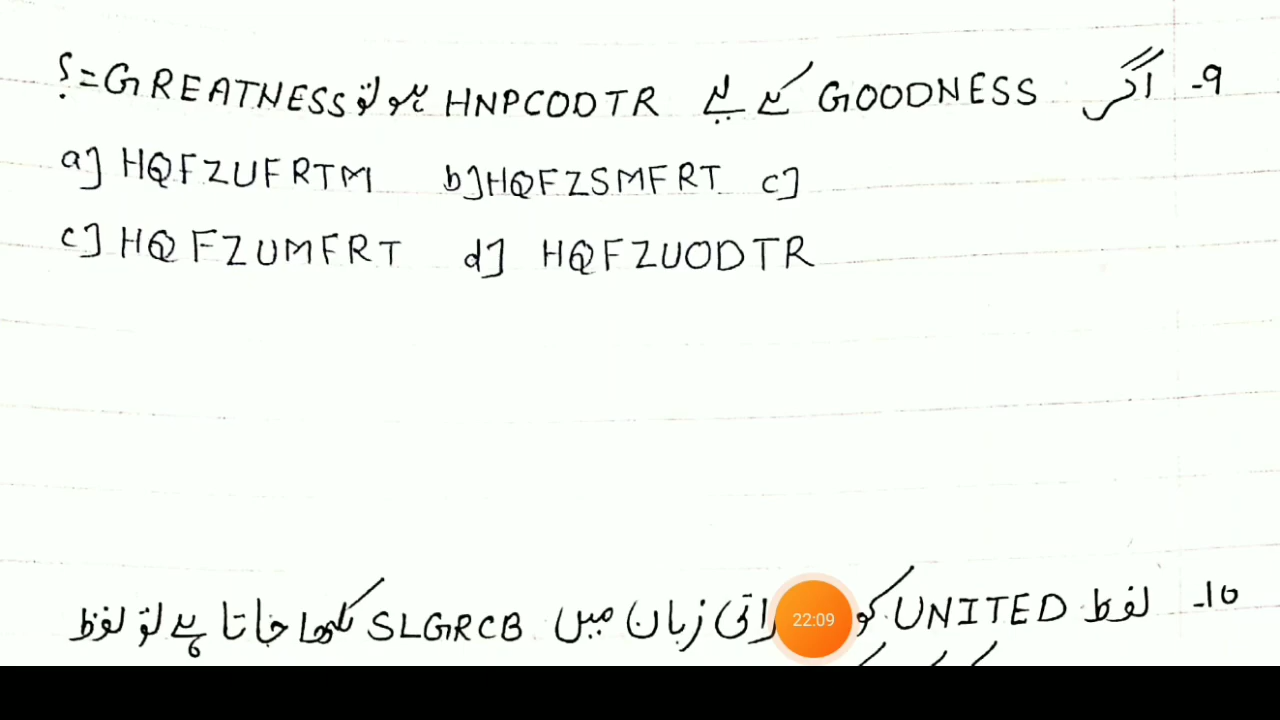 9- اگر GOODNESS کے لیے HNPCODTR ہو تو GREATNESS=؟
a] HQFZUFRTM b] HQFZSMFRT c]
c] HQFZUMFRT d] HQFZUODTR
10- لفظ UNITED کو زبان میں SLGRCB لکھا جاتا ہے تو لفظ
22:09